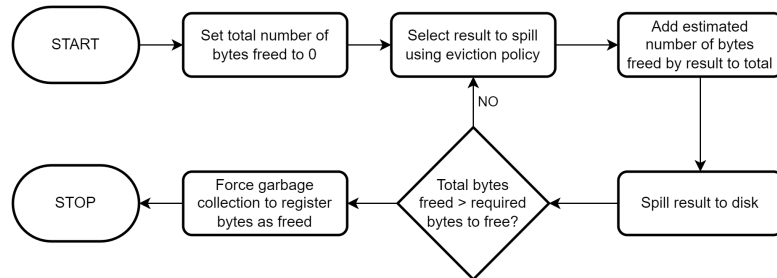 START
Set total number of
bytes freed to 0
Select result to spill
using eviction policy
Add estimated
number of bytes
freed by result to total
NO
STOP
Force garbage
collection to register
bytes as freed
Total bytes
freed > required
bytes to free?
Spill result to disk